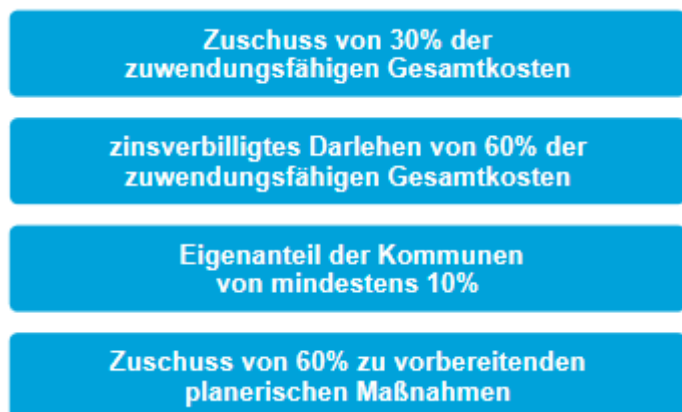 Zuschuss von 30% der
zuwendungsfähigen Gesamtkosten
zinsverbilligtes Darlehen von 60% der
zuwendungsfähigen Gesamtkosten
Eigenanteil der Kommunen
von mindestens 10%
Zuschuss von 60% zu vorbereitenden
planerischen Maßnahmen